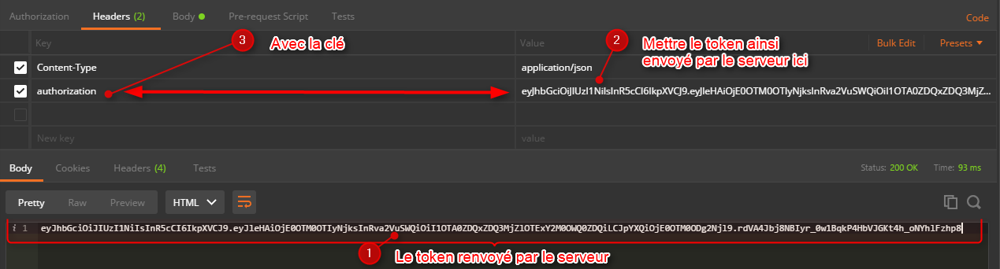 Authorization Headers (2) Body Pre-request Script Tests Code
Key Value Bulk Edit Presets
3 Avec la clé
2 Mettre le token ainsi
envoyé par le serveur ici
Content-Type application/json
authorization eyJhbGciOiJIUzI1NiIsInR5cCI6IkpXVCJ9.eyJleHAiOjE0OTM0OTIyNjksInRva2VuSWQiOiI1OTA0ZDQxZDQ3MjZ...
New key value
Body Cookies Headers (4) Tests Status: 200 OK Time: 93 ms
Pretty Raw Preview HTML
i 1 eyJhbGciOiJIUzI1NiIsInR5cCI6IkpXVCJ9.eyJleHAiOjE0OTM0OTIyNjksInRva2VuSWQiOiI1OTA0ZDQxZDQ3MjZlOTExY2M0OWQ0ZDQiLCJpYXQiOjE0OTM0ODg2Njl9.rdVA4Jbj8NBIyr_0w1BqkP4HbVJGKt4h_oNYhlFzhp8
1 Le token renvoyé par le serveur